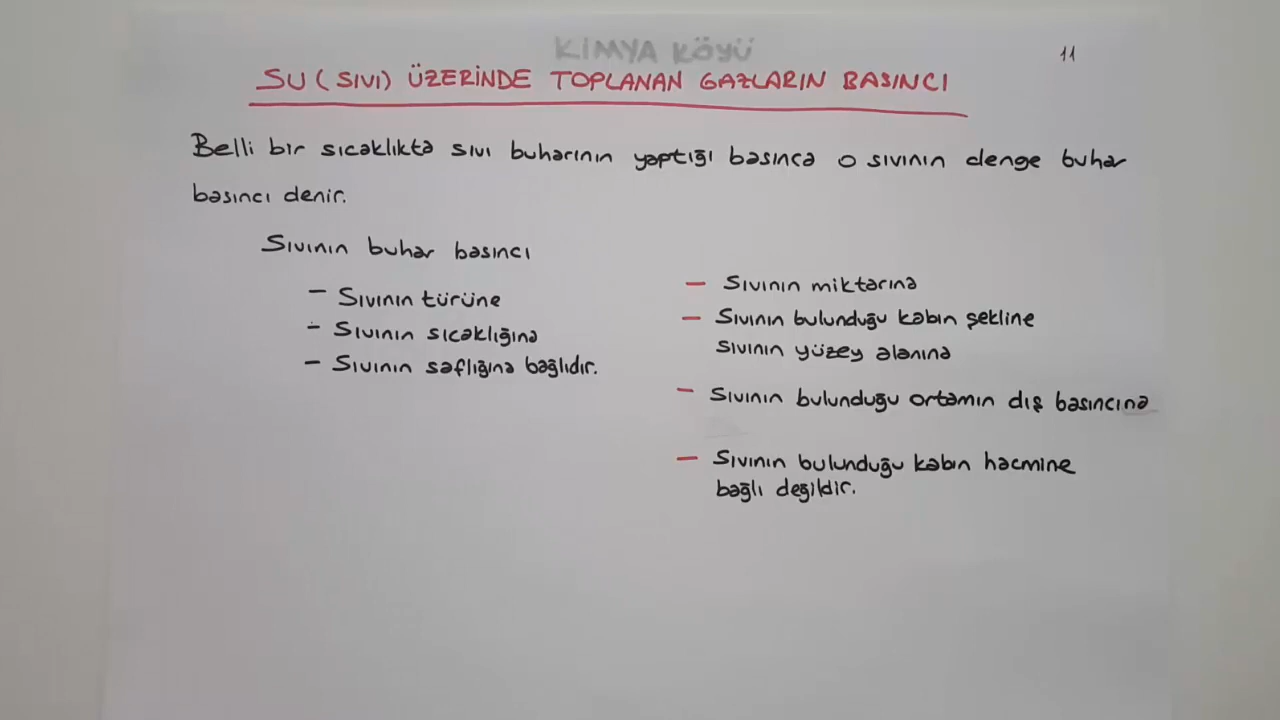 KİMYA KÖYÜ
11
SU (SIVI) ÜZERİNDE TOPLANAN GAZLARIN BASINCI
Belli bir sıcaklıkta sıvı buharının yaptığı basınca o sıvının denge buhar
basıncı denir.
Sıvının buhar basıncı
- Sıvının türüne
- Sıvının sıcaklığına
- Sıvının saflığına bağlıdır.
- Sıvının miktarına
- Sıvının bulunduğu kabın şekline
sıvının yüzey alanına
- Sıvının bulunduğu ortamın dış basıncına
- Sıvının bulunduğu kabın hacmine
bağlı değildir.